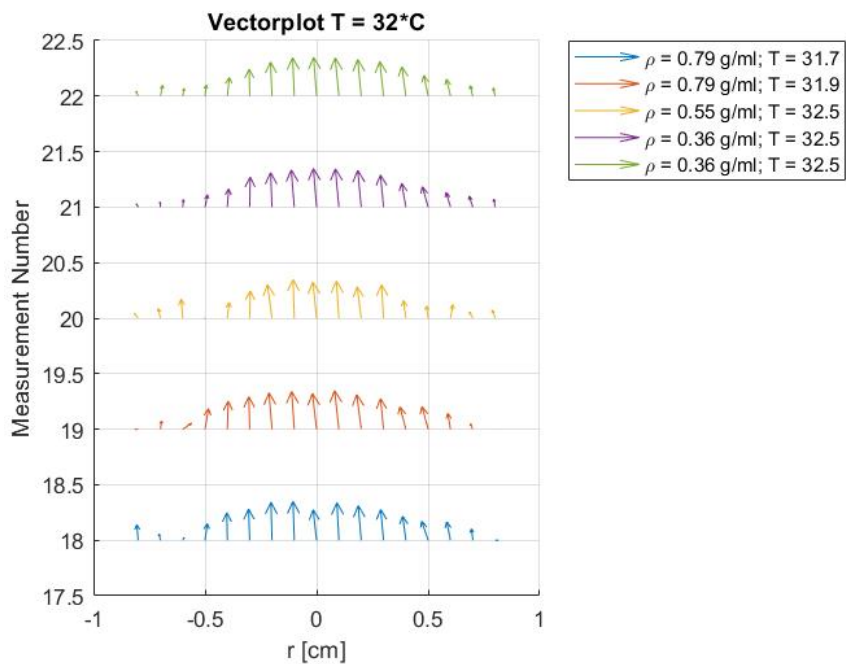 Vectorplot T = 32*C
ρ = 0.79 g/ml; T = 31.7
ρ = 0.79 g/ml; T = 31.9
ρ = 0.55 g/ml; T = 32.5
ρ = 0.36 g/ml; T = 32.5
ρ = 0.36 g/ml; T = 32.5
Measurement Number
22.5
22
21.5
21
20.5
20
19.5
19
18.5
18
17.5
-1 -0.5 0 0.5 1
r [cm]